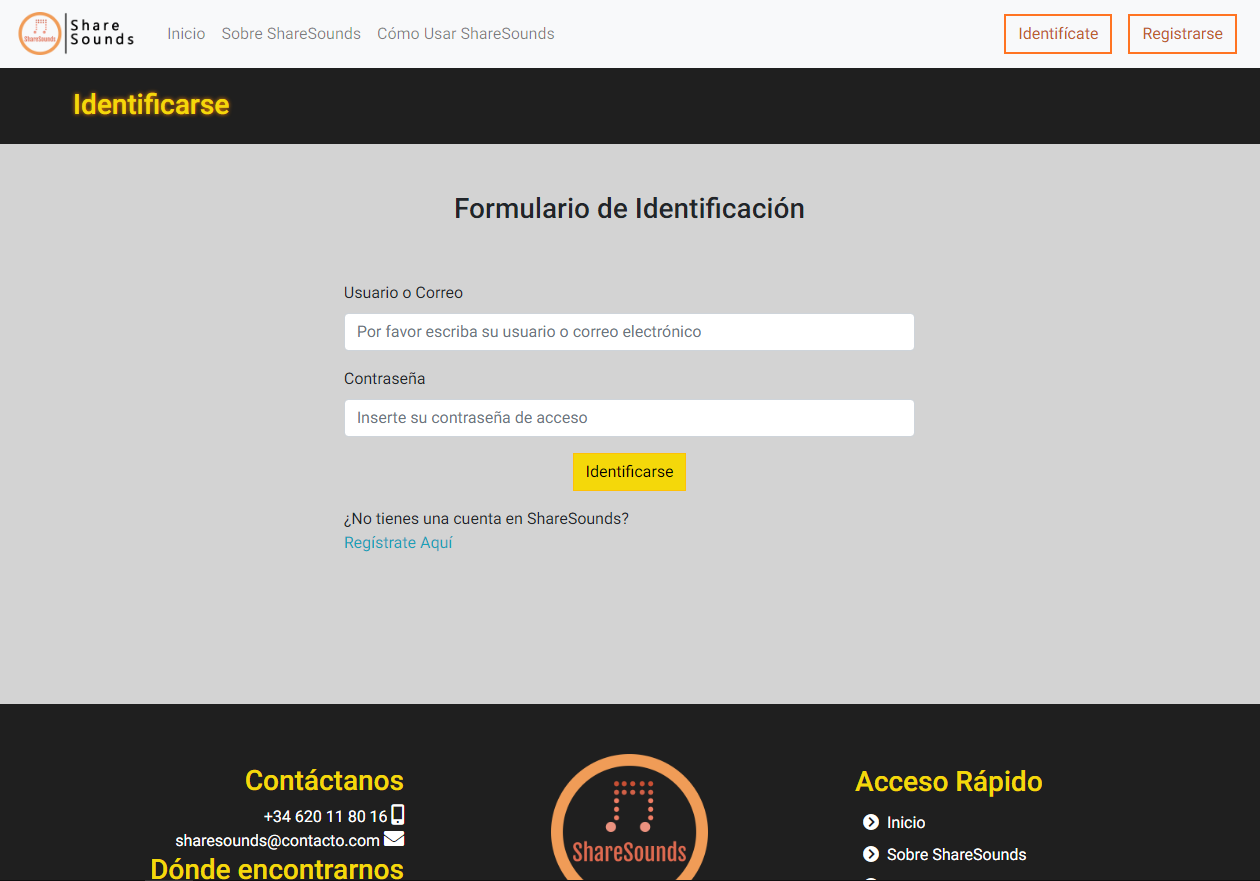 ShareSounds
Share
Sounds
Inicio
Sobre ShareSounds
Cómo Usar ShareSounds
Identifícate
Registrarse
Identificarse
Formulario de Identificación
Usuario o Correo
Por favor escriba su usuario o correo electrónico
Contraseña
Inserte su contraseña de acceso
Identificarse
¿No tienes una cuenta en ShareSounds?
Regístrate Aquí
Contáctanos
+34 620 11 80 16
sharesounds@contacto.com
Dónde encontrarnos
ShareSounds
Acceso Rápido
Inicio
Sobre ShareSounds